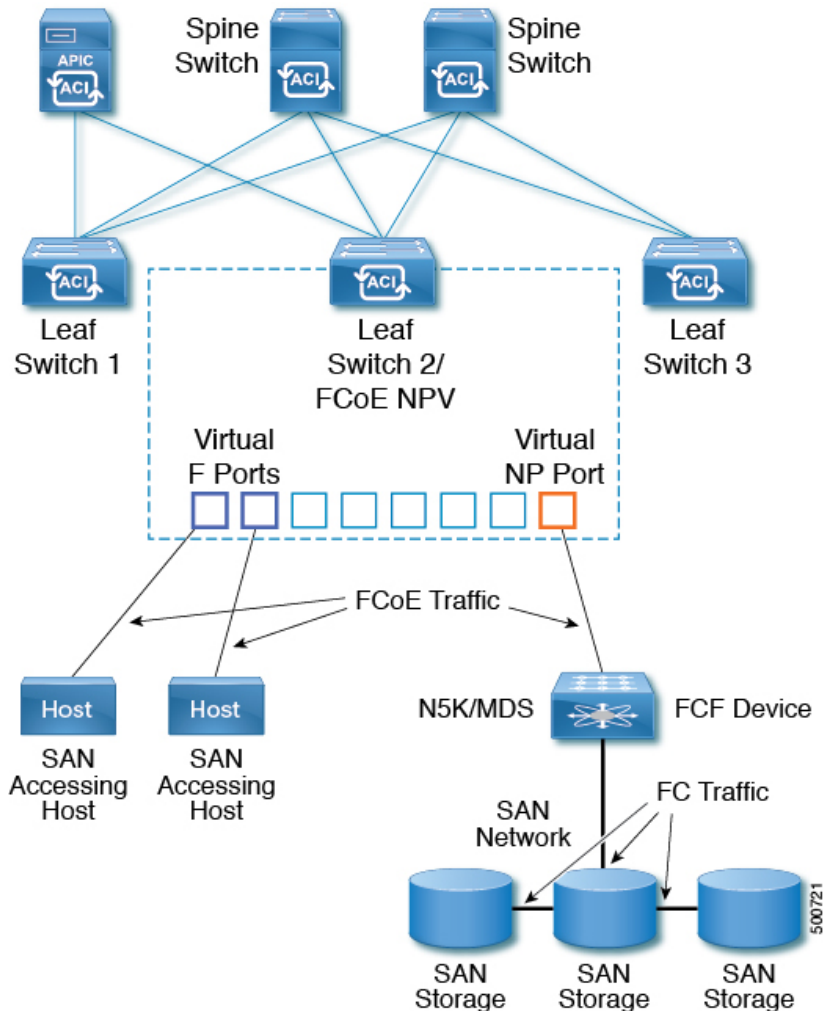 APIC
ACI
Spine
Switch
ACI
Spine
Switch
ACI
ACI
Leaf
Switch 1
ACI
Leaf
Switch 2/
FCoE NPV
ACI
Leaf
Switch 3
Virtual
F Ports
Virtual
NP Port
FCoE Traffic
Host
SAN
Accessing
Host
Host
SAN
Accessing
Host
N5K/MDS
FCF Device
SAN
Network
FC Traffic
SAN
Storage
SAN
Storage
SAN
Storage
500721